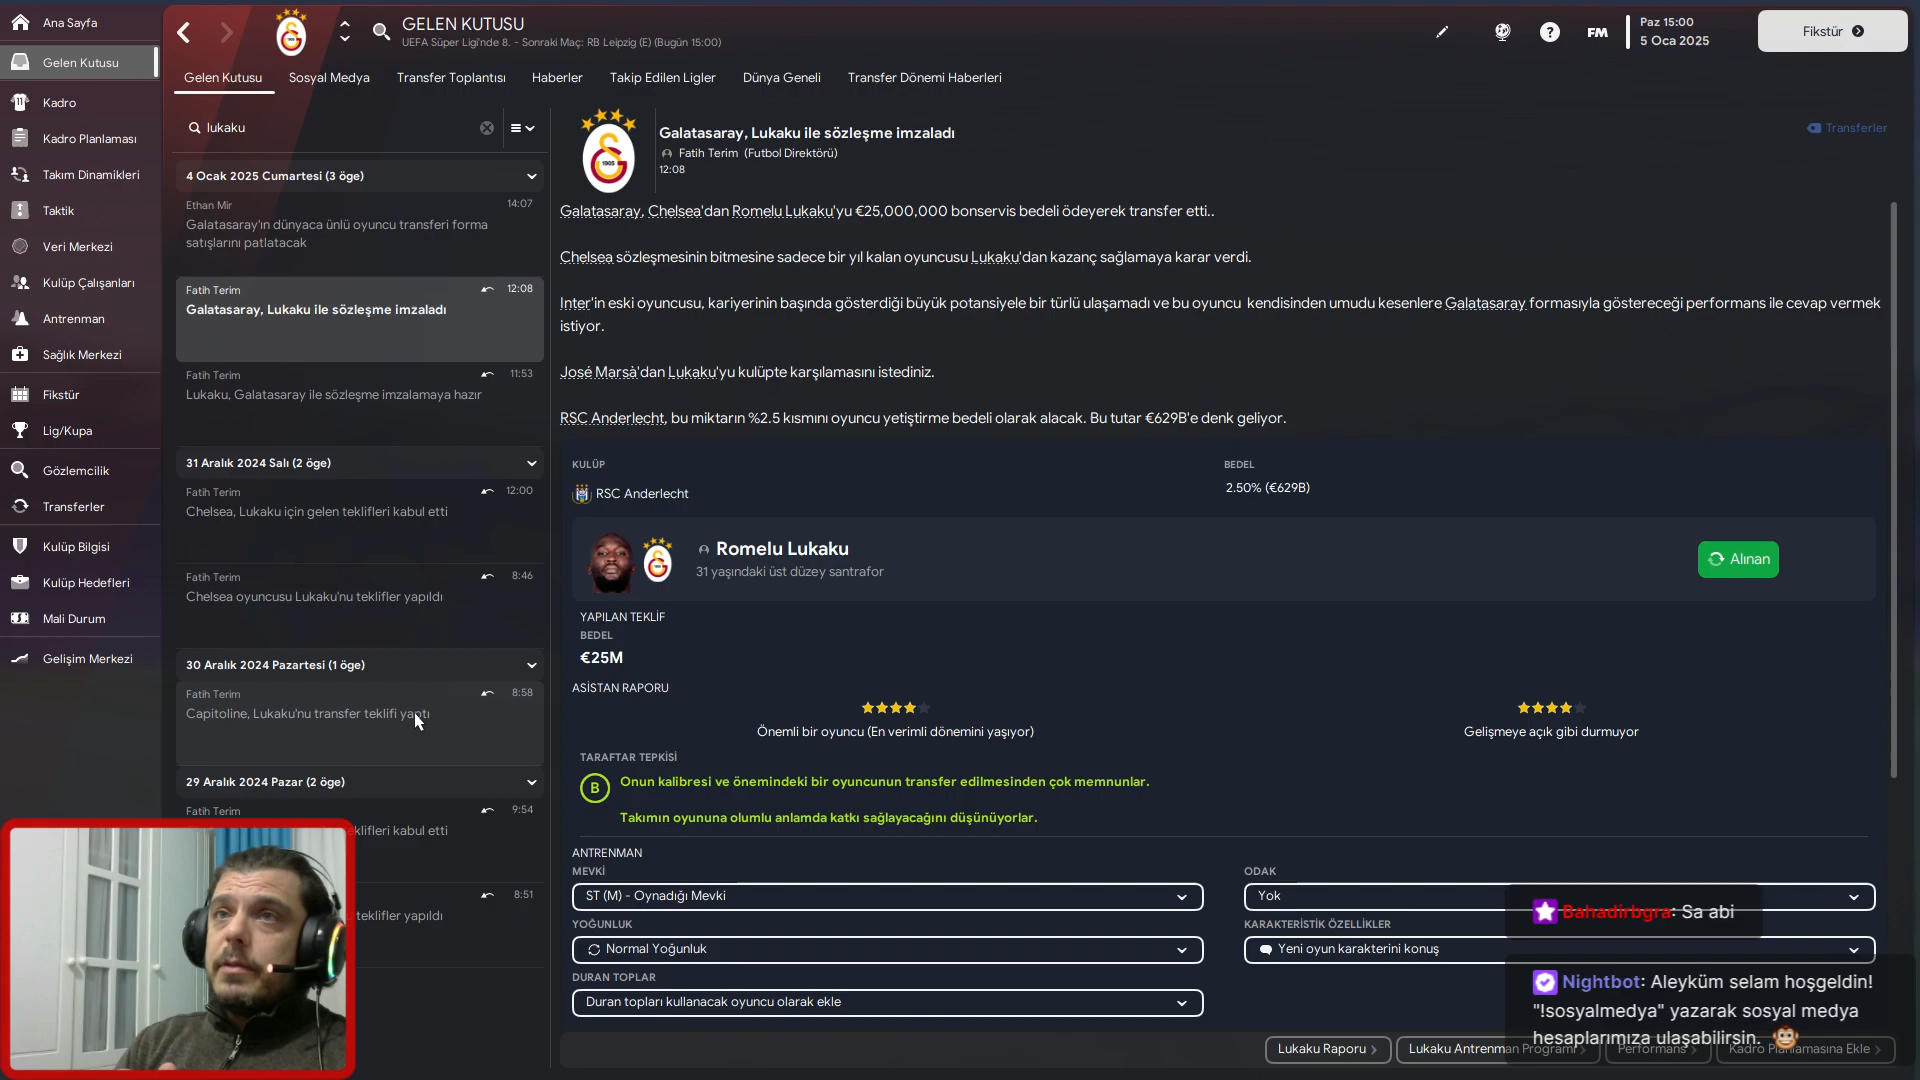 Ana Sayfa
Gelen Kutusu
Kadro
Kadro Planlaması
Takım Dinamikleri
Taktik
Veri Merkezi
Kulüp Çalışanları
Antrenman
Sağlık Merkezi
Fikstür
Lig/Kupa
Gözlemcilik
Transferler
Kulüp Bilgisi
Kulüp Hedefleri
Mali Durum
Gelişim Merkezi
GELEN KUTUSU
UEFA Süper Ligi'nde 8. - Sonraki Maç: RB Leipzig (E) (Bugün 15:00)
FM
Paz 15:00
5 Oca 2025
Fikstür
Gelen Kutusu Sosyal Medya Transfer Toplantısı Haberler Takip Edilen Ligler Dünya Geneli Transfer Dönemi Haberleri
lukaku
4 Ocak 2025 Cumartesi (3 öge)
Ethan Mir 14:07
Galatasaray'ın dünyaca ünlü oyuncu transferi forma
satışlarını patlatacak
Fatih Terim 12:08
Galatasaray, Lukaku ile sözleşme imzaladı
Fatih Terim 11:53
Lukaku, Galatasaray ile sözleşme imzalamaya hazır
31 Aralık 2024 Salı (2 öge)
Fatih Terim 12:00
Chelsea, Lukaku için gelen teklifleri kabul etti
Fatih Terim 8:46
Chelsea oyuncusu Lukaku'nu teklifler yapıldı
30 Aralık 2024 Pazartesi (1 öge)
Fatih Terim 8:58
Capitoline, Lukaku'nu transfer teklifi yaptı
29 Aralık 2024 Pazar (2 öge)
Fatih Terim 9:54
klifleri kabul etti
8:51
teklifler yapıldı
Galatasaray, Lukaku ile sözleşme imzaladı
Fatih Terim (Futbol Direktörü)
12:08
Transferler
Galatasaray, Chelsea'dan Romelu Lukaku'yu €25,000,000 bonservis bedeli ödeyerek transfer etti..
Chelsea sözleşmesinin bitmesine sadece bir yıl kalan oyuncusu Lukaku'dan kazanç sağlamaya karar verdi.
Inter'in eski oyuncusu, kariyerinin başında gösterdiği büyük potansiyele bir türlü ulaşamadı ve bu oyuncu kendisinden umudu kesenlere Galatasaray formasıyla göstereceği performans ile cevap vermek
istiyor.
José Marsà'dan Lukaku'yu kulüpte karşılamasını istediniz.
RSC Anderlecht, bu miktarın %2.5 kısmını oyuncu yetiştirme bedeli olarak alacak. Bu tutar €629B'e denk geliyor.
KULÜP BEDEL
RSC Anderlecht 2.50% (€629B)
Romelu Lukaku
31 yaşındaki üst düzey santrafor
Alınan
YAPILAN TEKLİF
BEDEL
€25M
ASİSTAN RAPORU
Önemli bir oyuncu (En verimli dönemini yaşıyor) Gelişmeye açık gibi durmuyor
TARAFTAR TEPKİSİ
B
Onun kalibresi ve önemindeki bir oyuncunun transfer edilmesinden çok memnunlar.
Takımın oyununa olumlu anlamda katkı sağlayacağını düşünüyorlar.
ANTRENMAN
MEVKİ ODAK
ST (M) - Oynadığı Mevki Yok
YOĞUNLUK KARAKTERİSTİK ÖZELLİKLER
Normal Yoğunluk Yeni oyun karakterini konuş
DURAN TOPLAR
Duran topları kullanacak oyuncu olarak ekle
Lukaku Raporu Lukaku Antrenman Programı Performans Kadro Planlamasına Ekle
Bahadirbgra: Sa abi
Nightbot: Aleyküm selam hoşgeldin!
"!sosyalmedya" yazarak sosyal medya
hesaplarımıza ulaşabilirsin.